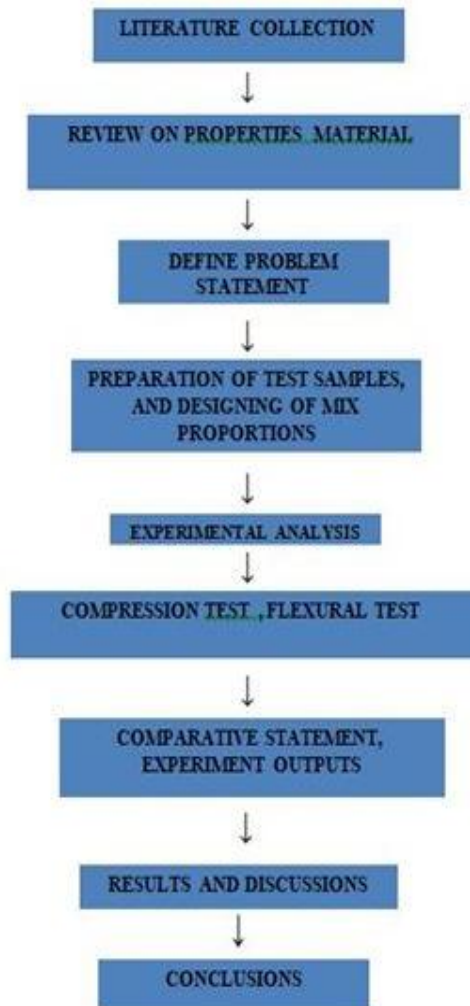 LITERATURE COLLECTION
REVIEW ON PROPERTIES MATERIAL
DEFINE PROBLEM
STATEMENT
PREPARATION OF TEST SAMPLES,
AND DESIGNING OF MIX
PROPORTIONS
EXPERIMENTAL ANALYSIS
COMPRESSION TEST ,FLEXURAL TEST
COMPARATIVE STATEMENT,
EXPERIMENT OUTPUTS
RESULTS AND DISCUSSIONS
CONCLUSIONS